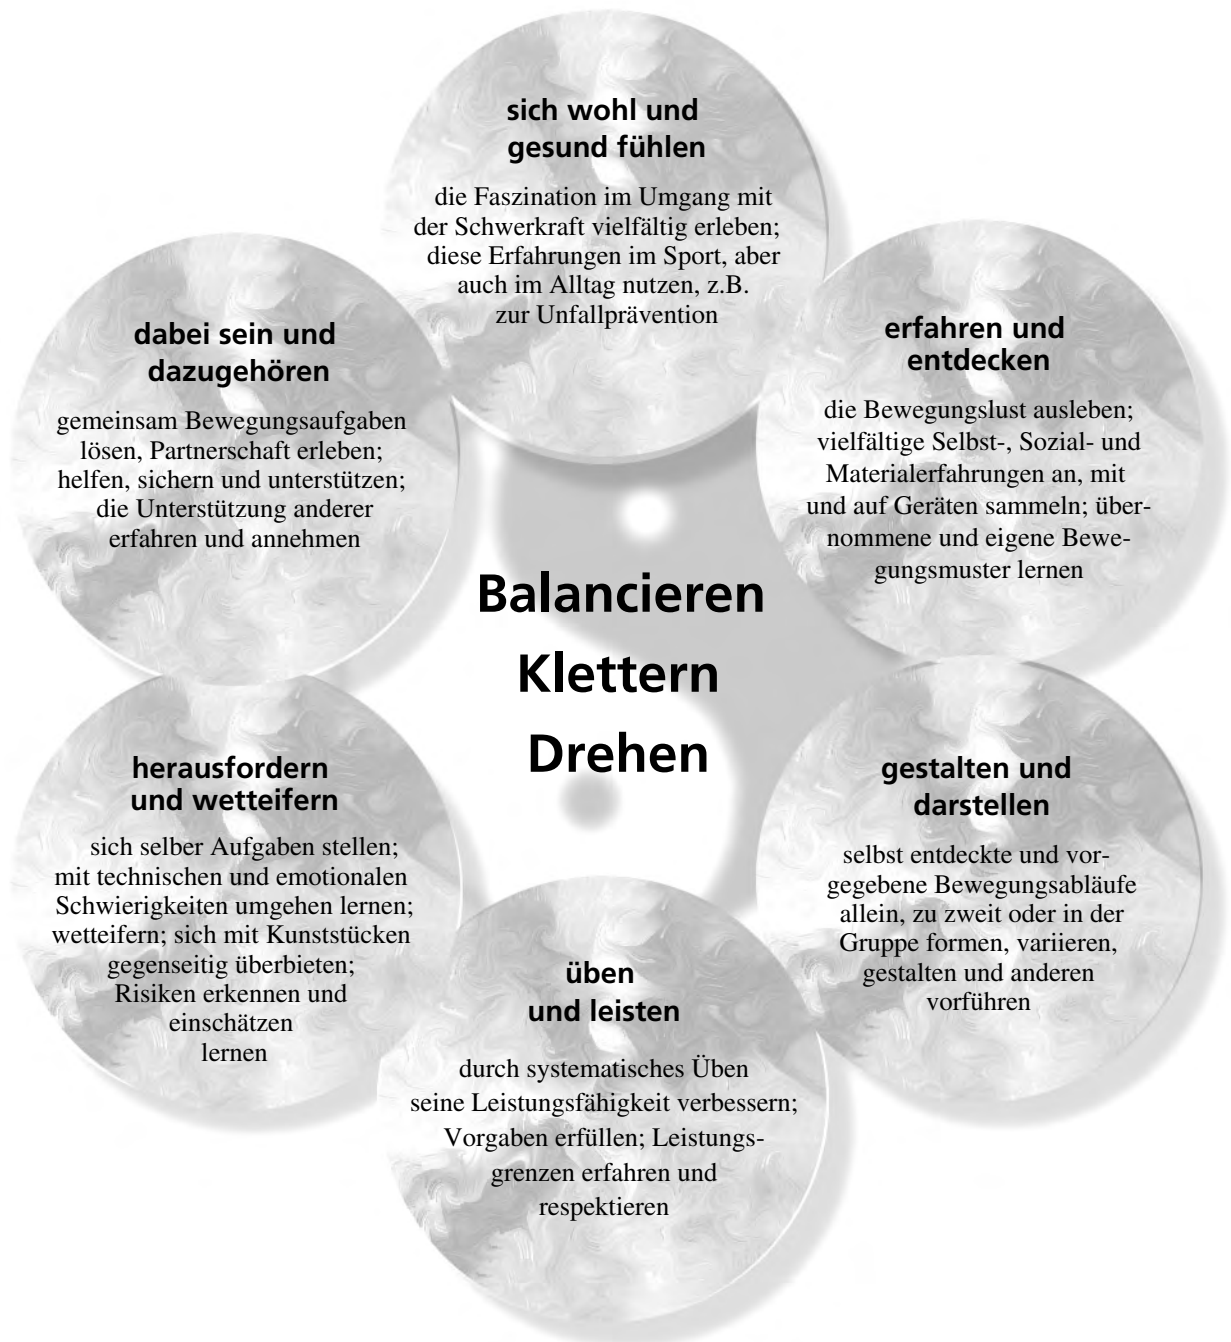 sich wohl und
gesund fühlen
die Faszination im Umgang mit
der Schwerkraft vielfältig erleben;
diese Erfahrungen im Sport, aber
auch im Alltag nutzen, z.B.
zur Unfallprävention
erfahren und
entdecken
die Bewegungslust ausleben;
vielfältige Selbst-, Sozial- und
Materialerfahrungen an, mit
und auf Geräten sammeln; über-
nommene und eigene Bewe-
gungsmuster lernen
dabei sein und
dazugehören
gemeinsam Bewegungsaufgaben
lösen, Partnerschaft erleben;
helfen, sichern und unterstützen;
die Unterstützung anderer
erfahren und annehmen
Balancieren
Klettern
Drehen
herausfordern
und wetteifern
sich selber Aufgaben stellen;
mit technischen und emotionalen
Schwierigkeiten umgehen lernen;
wetteifern; sich mit Kunststücken
gegenseitig überbieten;
Risiken erkennen und
einschätzen
lernen
gestalten und
darstellen
selbst entdeckte und vor-
gegebene Bewegungsabläufe
allein, zu zweit oder in der
Gruppe formen, variieren,
gestalten und anderen
vorführen
üben
und leisten
durch systematisches Üben
seine Leistungsfähigkeit verbessern;
Vorgaben erfüllen; Leistungs-
grenzen erfahren und
respektieren